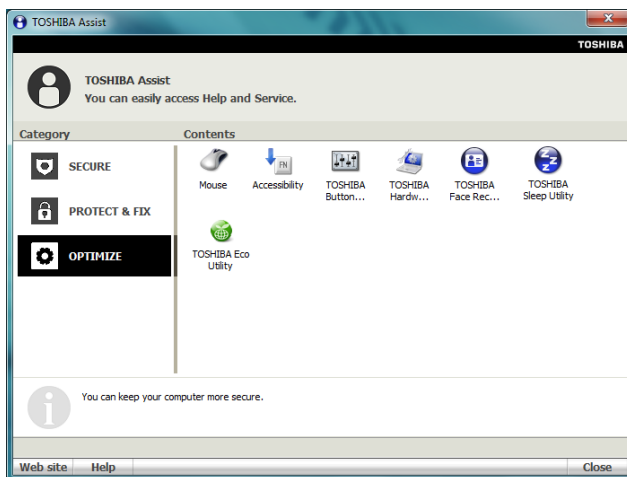 TOSHIBA Assist
TOSHIBA
TOSHIBA Assist
You can easily access Help and Service.
Category
Contents
SECURE
PROTECT & FIX
OPTIMIZE
Mouse
FN
Accessibility
TOSHIBA
Button...
TOSHIBA
Hardw...
TOSHIBA
Face Rec...
zzz
TOSHIBA
Sleep Utility
TOSHIBA Eco
Utility
You can keep your computer more secure.
Web site
Help
Close